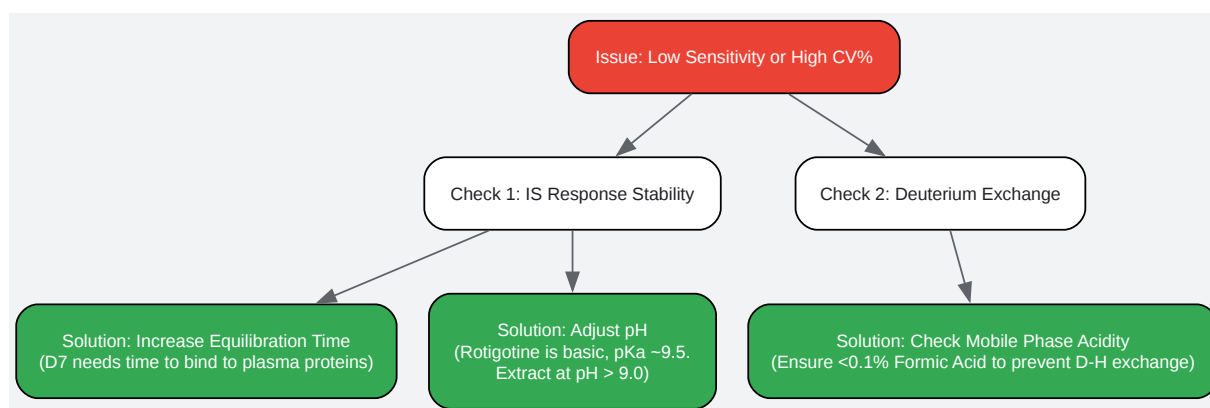 Issue: Low Sensitivity or High CV%
Check 1: IS Response Stability
Check 2: Deuterium Exchange
Solution: Increase Equilibration Time
(D7 needs time to bind to plasma proteins)
Solution: Adjust pH
(Rotigotine is basic, pKa ~9.5.
Extract at pH > 9.0)
Solution: Check Mobile Phase Acidity
(Ensure <0.1% Formic Acid to prevent D-H exchange)